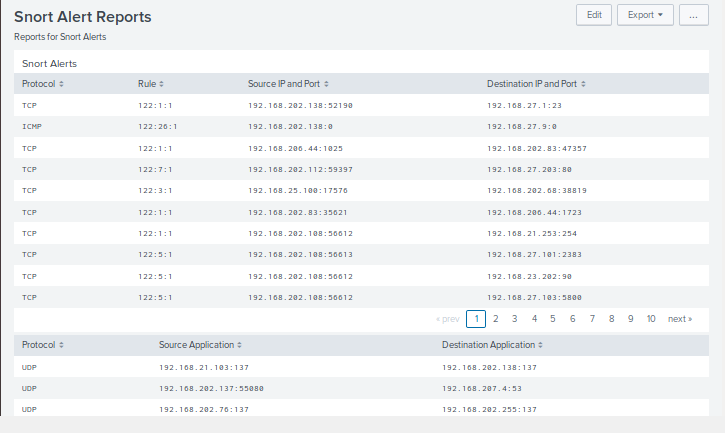 Snort Alert Reports
Edit Export ...
Reports for Snort Alerts
Snort Alerts
Protocol Rule Source IP and Port Destination IP and Port
TCP 122:1:1 192.168.202.138:52190 192.168.27.1:23
ICMP 122:26:1 192.168.202.138:0 192.168.27.9:0
TCP 122:1:1 192.168.206.44:1025 192.168.202.83:47357
TCP 122:7:1 192.168.202.112:59397 192.168.27.203:80
TCP 122:3:1 192.168.25.100:17576 192.168.202.68:38819
TCP 122:1:1 192.168.202.83:35621 192.168.206.44:1723
TCP 122:1:1 192.168.202.108:56612 192.168.21.253:254
TCP 122:5:1 192.168.202.108:56613 192.168.27.101:2383
TCP 122:5:1 192.168.202.108:56612 192.168.23.202:90
TCP 122:5:1 192.168.202.108:56612 192.168.27.103:5800
« prev 1 2 3 4 5 6 7 8 9 10 next »
Protocol Source Application Destination Application
UDP 192.168.21.103:137 192.168.202.138:137
UDP 192.168.202.137:55080 192.168.207.4:53
UDP 192.168.202.76:137 192.168.202.255:137